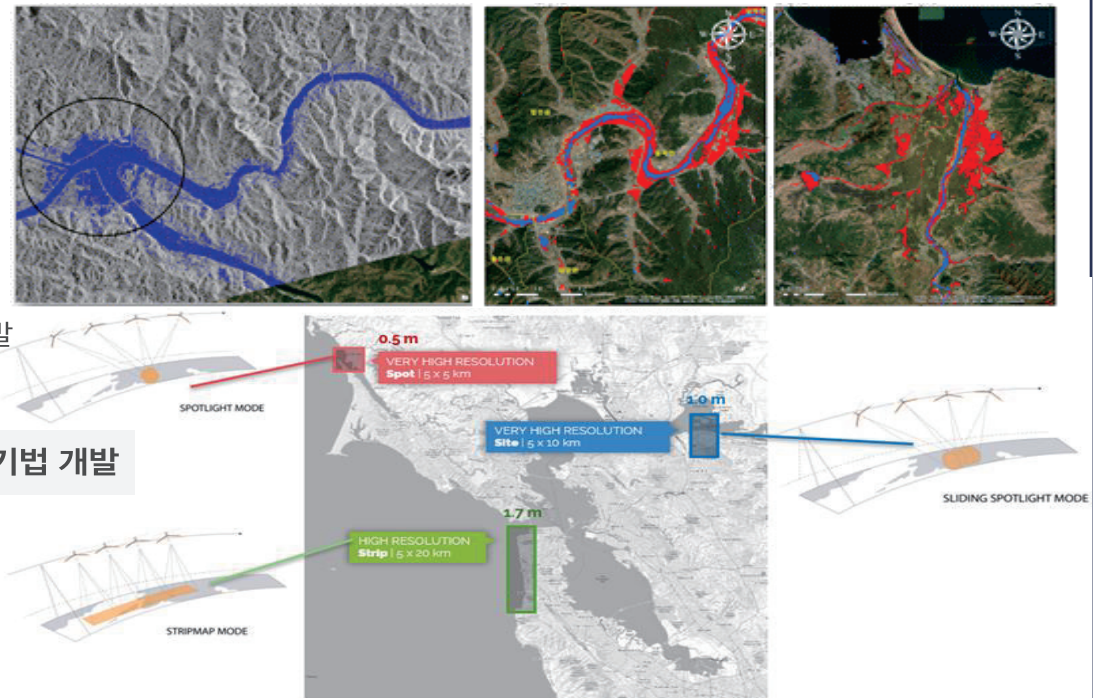 N
W
E
S
N
W
E
S
발
0.5 m
VERY HIGH RESOLUTION
Spot | 5 x 5 km
SPOTLIGHT MODE
1.0 m
VERY HIGH RESOLUTION
Site | 5 x 10 km
기법 개발
SLIDING SPOTLIGHT MODE
1.7 m
HIGH RESOLUTION
Strip | 5 x 20 km
STRIPMAP MODE